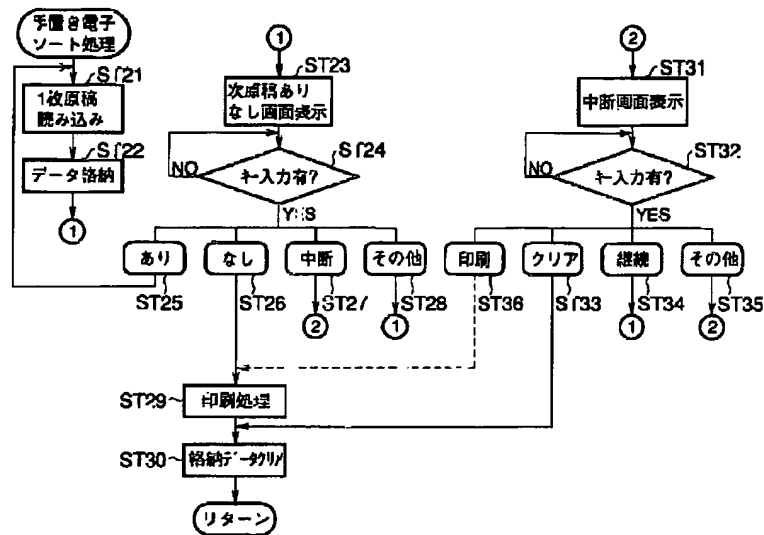 手置き電子
ソート処理
ST21
1枚原稿
読み込み
ST22
データ格納
1
1
ST23
次原稿あり
なし画面表示
ST24
NO
キー入力有?
YES
あり
ST25
なし
ST26
中断
ST27
2
その他
ST28
1
2
ST31
中断画面表示
ST32
NO
キー入力有?
YES
印刷
ST36
クリア
ST33
継続
ST34
1
その他
ST35
2
ST29
印刷処理
ST30
格納データクリア
リターン